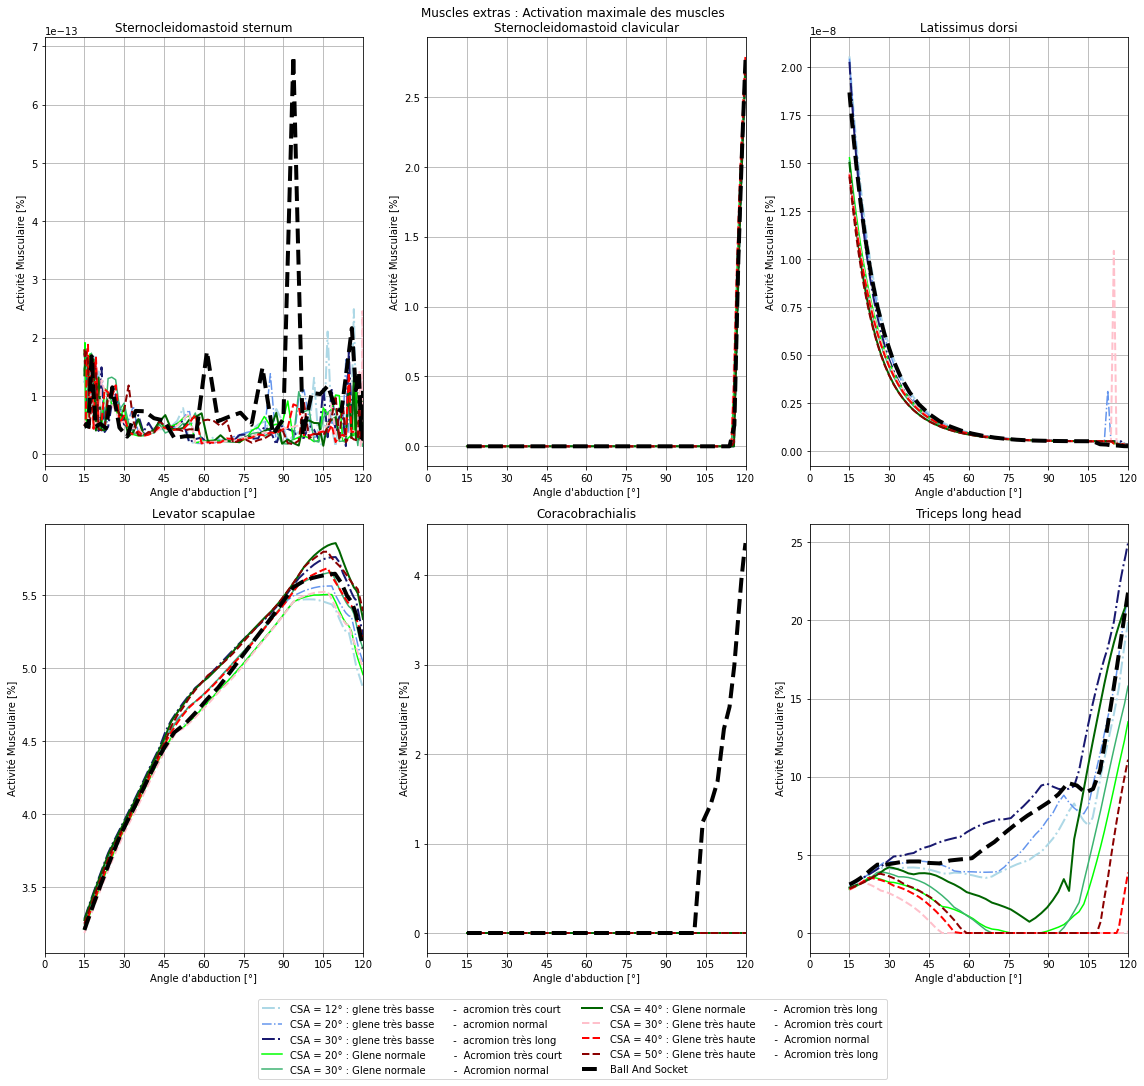 Muscles extras : Activation maximale des muscles
Sternocleidomastoid sternum
Sternocleidomastoid clavicular
Latissimus dorsi
1e−13
1e−8
7
6
5
4
3
2
1
0
Activité Musculaire [%]
0 15 30 45 60 75 90 105 120
Angle d'abduction [°]
2.5
2.0
1.5
1.0
0.5
0.0
Activité Musculaire [%]
0 15 30 45 60 75 90 105 120
Angle d'abduction [°]
2.00
1.75
1.50
1.25
1.00
0.75
0.50
0.25
0.00
Activité Musculaire [%]
0 15 30 45 60 75 90 105 120
Angle d'abduction [°]
Levator scapulae
Coracobrachialis
Triceps long head
5.5
5.0
4.5
4.0
3.5
Activité Musculaire [%]
0 15 30 45 60 75 90 105 120
Angle d'abduction [°]
4
3
2
1
0
Activité Musculaire [%]
0 15 30 45 60 75 90 105 120
Angle d'abduction [°]
25
20
15
10
5
0
Activité Musculaire [%]
0 15 30 45 60 75 90 105 120
Angle d'abduction [°]
CSA = 12° : glene très basse - acromion très court
CSA = 20° : glene très basse - acromion normal
CSA = 30° : glene très basse - acromion très long
CSA = 20° : Glene normale - Acromion très court
CSA = 30° : Glene normale - Acromion normal
CSA = 40° : Glene normale - Acromion très long
CSA = 30° : Glene très haute - Acromion très court
CSA = 40° : Glene très haute - Acromion normal
CSA = 50° : Glene très haute - Acromion très long
Ball And Socket